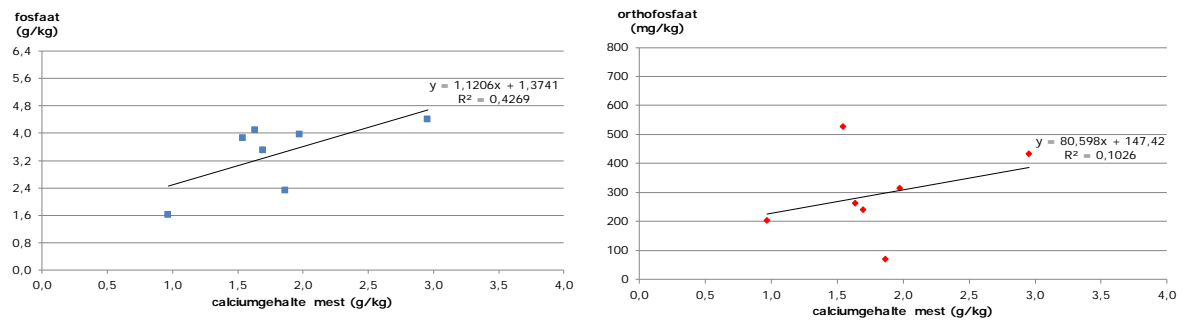 fosfaat
(g/kg)
6,4
5,6
4,8
4,0
3,2
2,4
1,6
0,8
0,0
y = 1,1206x + 1,3741
R² = 0,4269
0,0 0,5 1,0 1,5 2,0 2,5 3,0 3,5 4,0
calciumgehalte mest (g/kg)
orthofosfaat
(mg/kg)
800
700
600
500
400
300
200
100
0
y = 80,598x + 147,42
R² = 0,1026
0,0 0,5 1,0 1,5 2,0 2,5 3,0 3,5 4,0
calciumgehalte mest (g/kg)